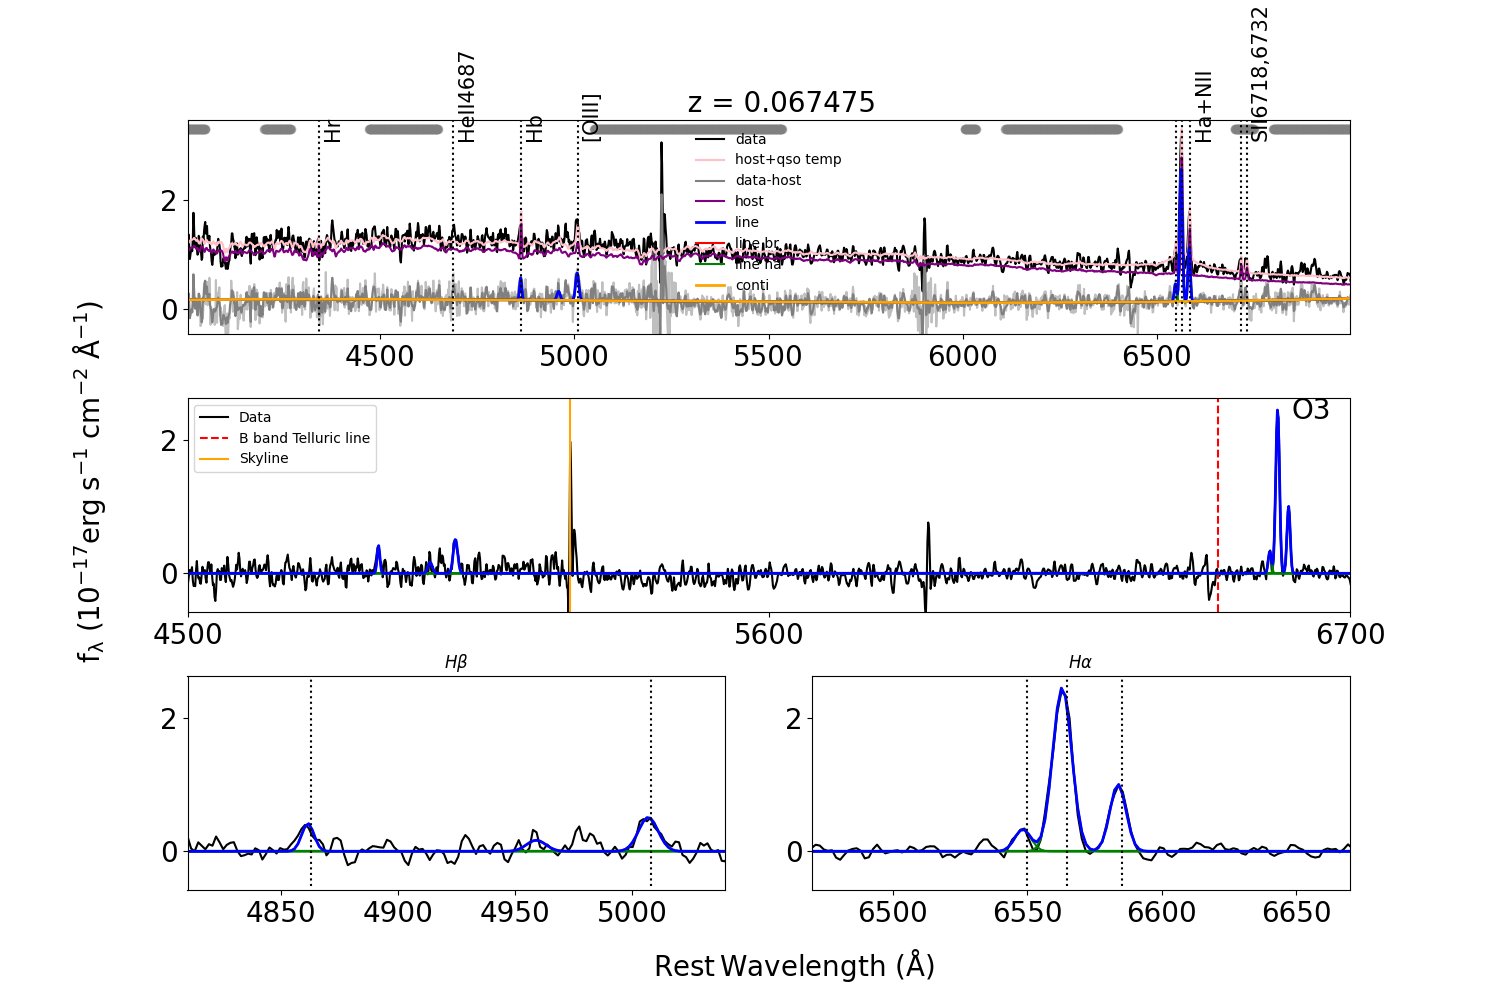 z = 0.067475
Hr
HeII4687
Hb
[OIII]
Ha+NII
SII6718,6732
data
host+qso temp
data-host
host
line
line br
line na
conti
2
0
4500 5000 5500 6000 6500
Data
B band Telluric line
Skyline
O3
2
0
4500 5600 6700
fλ (10⁻¹⁷erg s⁻¹ cm⁻² Å⁻¹)
Hβ
2
0
4850 4900 4950 5000
Hα
2
0
6500 6550 6600 6650
Rest Wavelength (Å)